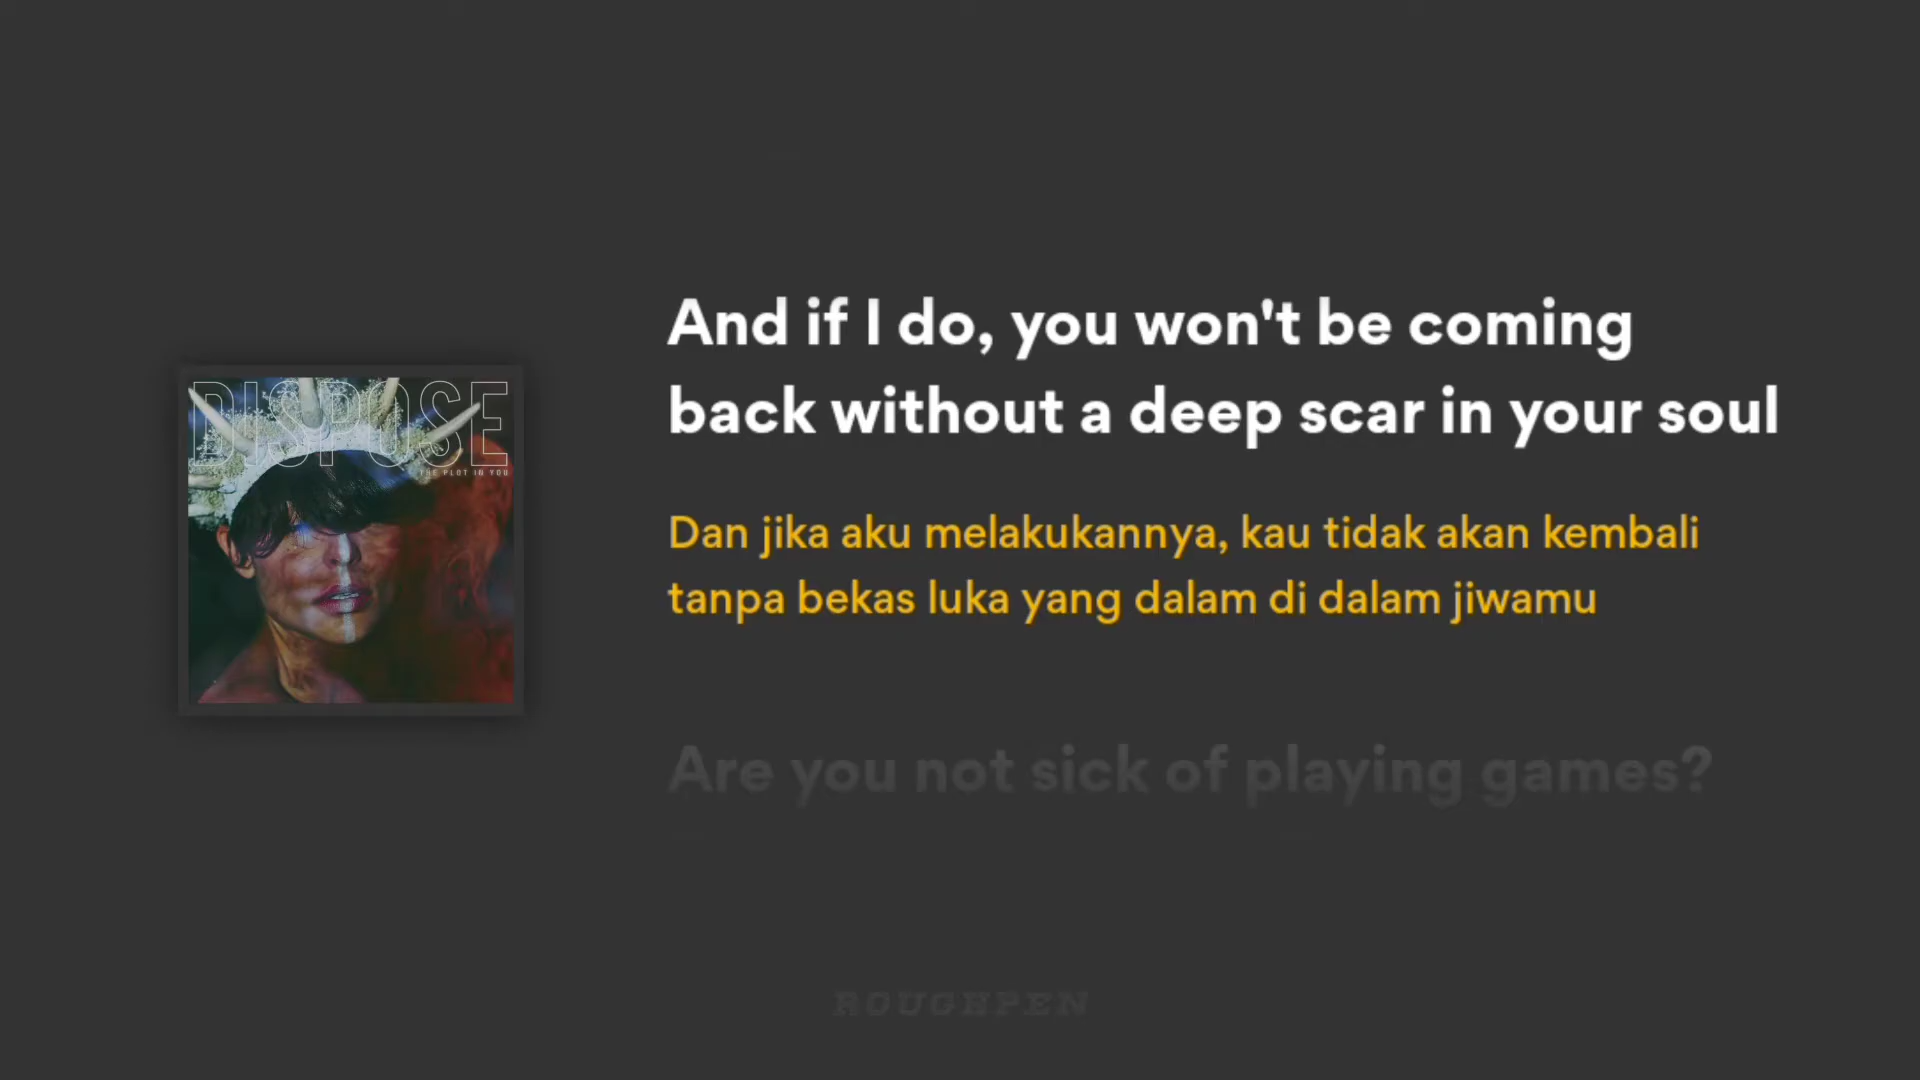 DISPOSE
THE PLOT IN YOU
And if I do, you won't be coming
back without a deep scar in your soul
Dan jika aku melakukannya, kau tidak akan kembali
tanpa bekas luka yang dalam di dalam jiwamu
Are you not sick of playing games?
ROUGHPEN